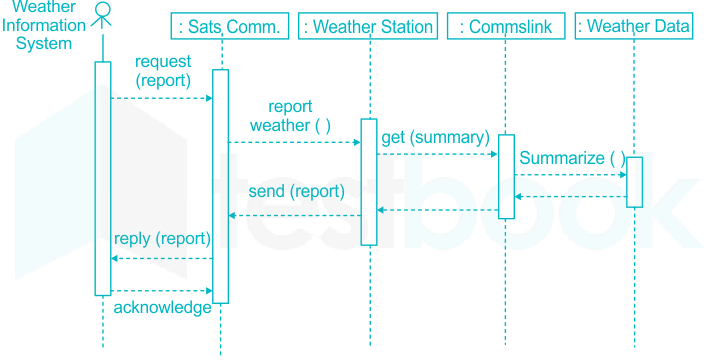 Weather
Information
System
: Sats Comm.
: Weather Station
: Commslink
: Weather Data
request
(report)
report
weather ( )
get (summary)
Summarize ( )
send (report)
reply (report)
acknowledge
testbook